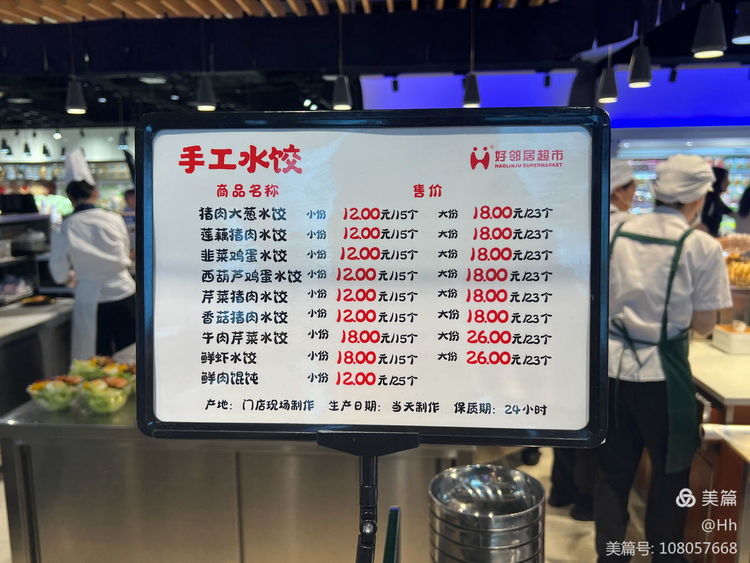 手工水饺
好邻居超市
HAOLINJU SUPERMARKET
商品名称 售价
猪肉大葱水饺 小份 12.00元/15个 大份 18.00元/23个
莲藕猪肉水饺 小份 12.00元/15个 大份 18.00元/23个
韭菜鸡蛋水饺 小份 12.00元/15个 大份 18.00元/23个
西葫芦鸡蛋水饺 小份 12.00元/15个 大份 18.00元/23个
芹菜猪肉水饺 小份 12.00元/15个 大份 18.00元/23个
香菇猪肉水饺 小份 12.00元/15个 大份 18.00元/23个
牛肉芹菜水饺 小份 18.00元/15个 大份 26.00元/23个
鲜虾水饺 小份 18.00元/15个 大份 26.00元/23个
鲜肉馄饨 小份 12.00元/25个
产地：门店现场制作 生产日期：当天制作 保质期：24小时
美篇
@Hh
美篇号：108057668